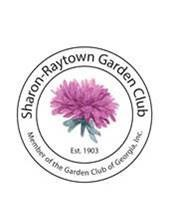 Sharon-Raytown Garden Club
Est. 1903
Member of the Garden Club of Georgia, Inc.